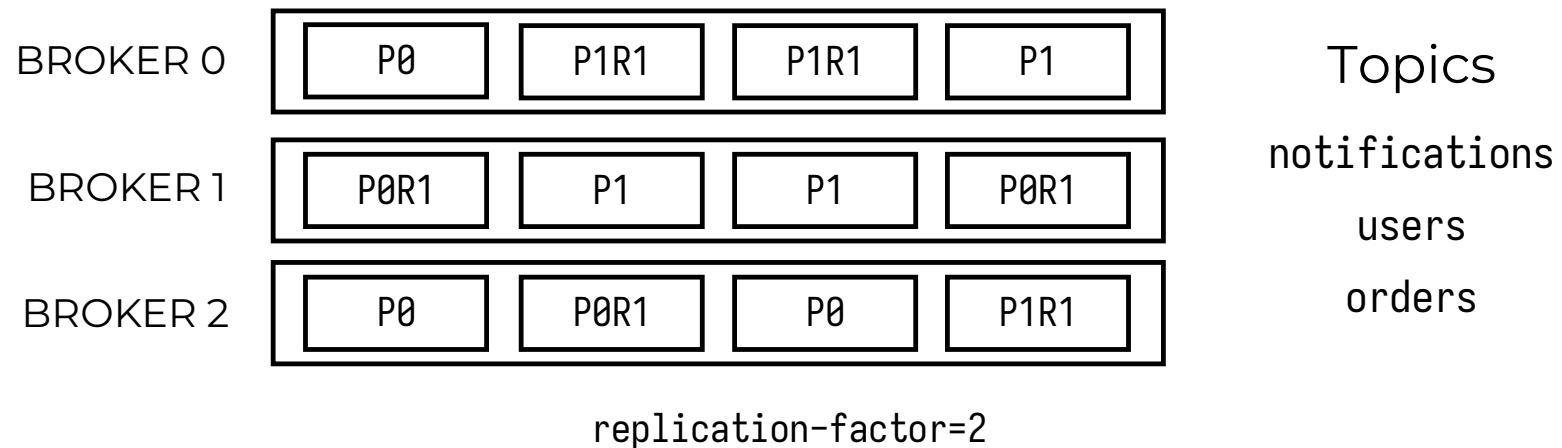 BROKER 0 P0 P1R1 P1R1 P1
BROKER 1 P0R1 P1 P1 P0R1
BROKER 2 P0 P0R1 P0 P1R1
Topics
notifications
users
orders
replication-factor=2